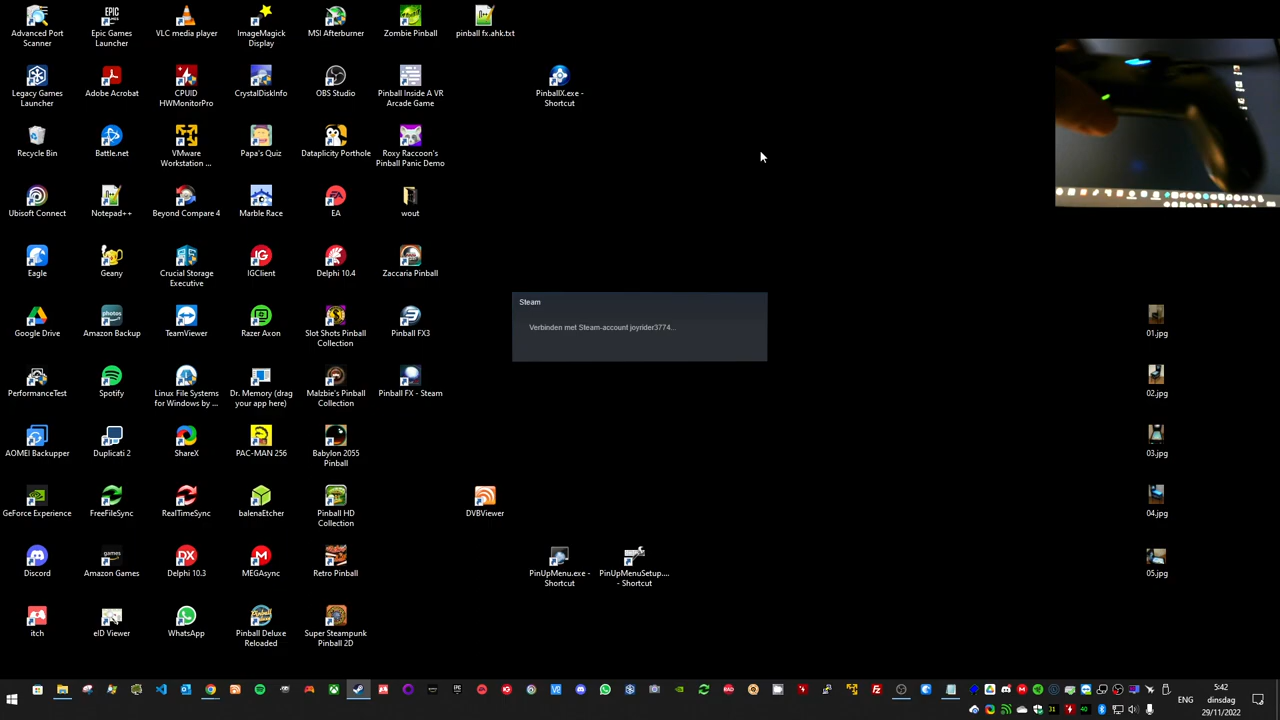 Advanced Port
Scanner
Epic Games
Launcher
VLC media player
ImageMagick
Display
MSI Afterburner
Zombie Pinball
pinball fx.ahk.txt
Legacy Games
Launcher
Adobe Acrobat
CPUID
HWMonitorPro
CrystalDiskInfo
OBS Studio
Pinball Inside A VR
Arcade Game
PinballX.exe -
Shortcut
Recycle Bin
Battle.net
VMware
Workstation ...
Papa's Quiz
Dataplicity Porthole
Roxy Raccoon's
Pinball Panic Demo
Ubisoft Connect
Notepad++
Beyond Compare 4
Marble Race
EA
wout
Eagle
Geany
Crucial Storage
Executive
IGClient
Delphi 10.4
Zaccaria Pinball
Steam
Verbinden met Steam-account joyrider3774...
Google Drive
Amazon Backup
TeamViewer
Razer Axon
Slot Shots Pinball
Collection
Pinball FX3
01.jpg
PerformanceTest
Spotify
Linux File Systems
for Windows by ...
Dr. Memory (drag
your app here)
Malzbie's Pinball
Collection
Pinball FX - Steam
02.jpg
AOMEI Backupper
Duplicati 2
ShareX
PAC-MAN 256
Babylon 2055
Pinball
03.jpg
GeForce Experience
FreeFileSync
RealTimeSync
balenaEtcher
Pinball HD
Collection
DVBViewer
04.jpg
Discord
Amazon Games
Delphi 10.3
MEGAsync
Retro Pinball
PinUpMenu.exe -
Shortcut
PinUpMenuSetup....
- Shortcut
05.jpg
itch
eID Viewer
WhatsApp
Pinball Deluxe
Reloaded
Super Steampunk
Pinball 2D
ENG
5:42
dinsdag
29/11/2022